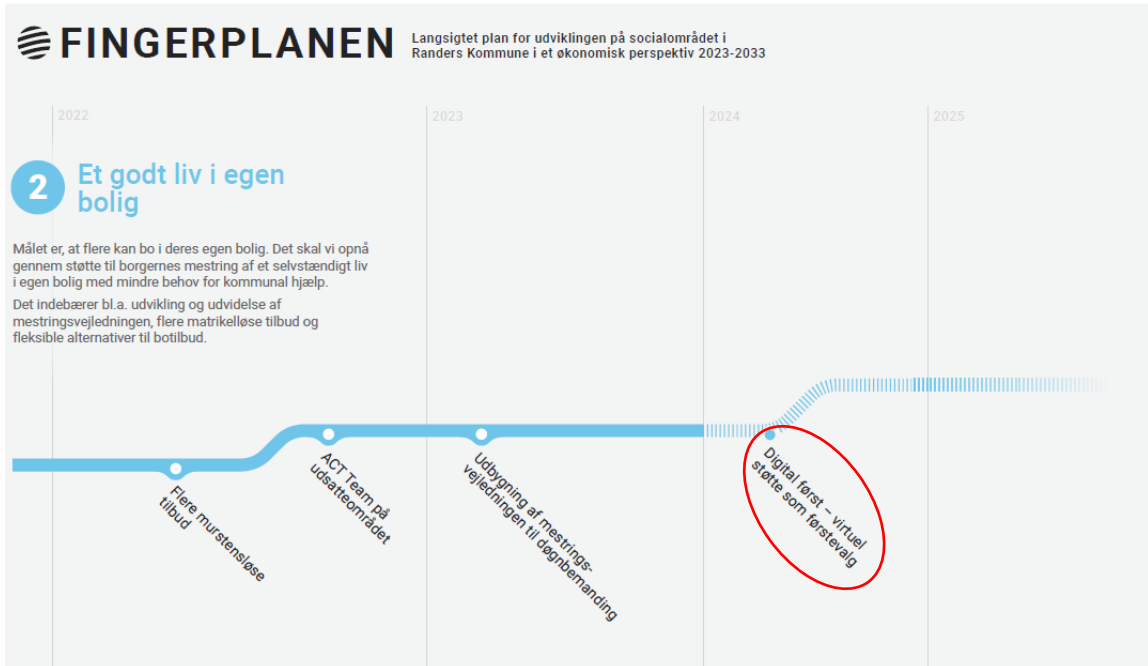 FINGERPLANEN
Langsigtet plan for udviklingen på socialområdet i
Randers Kommune i et økonomisk perspektiv 2023-2033
2022
2023
2024
2025
2
Et godt liv i egen
bolig
Målet er, at flere kan bo i deres egen bolig. Det skal vi opnå
gennem støtte til borgernes mestring af et selvstændigt liv
i egen bolig med mindre behov for kommunal hjælp.
Det indebærer bl.a. udvikling og udvidelse af
mestringsvejledningen, flere matrikelløse tilbud og
fleksible alternativer til botilbud.
Flere murstensløse
tilbud
ACT Team på
udsatteområdet
Udbygning af mestrings-
vejledningen til døgnbemanding
Digital først – virtuel
støtte som førstevalg